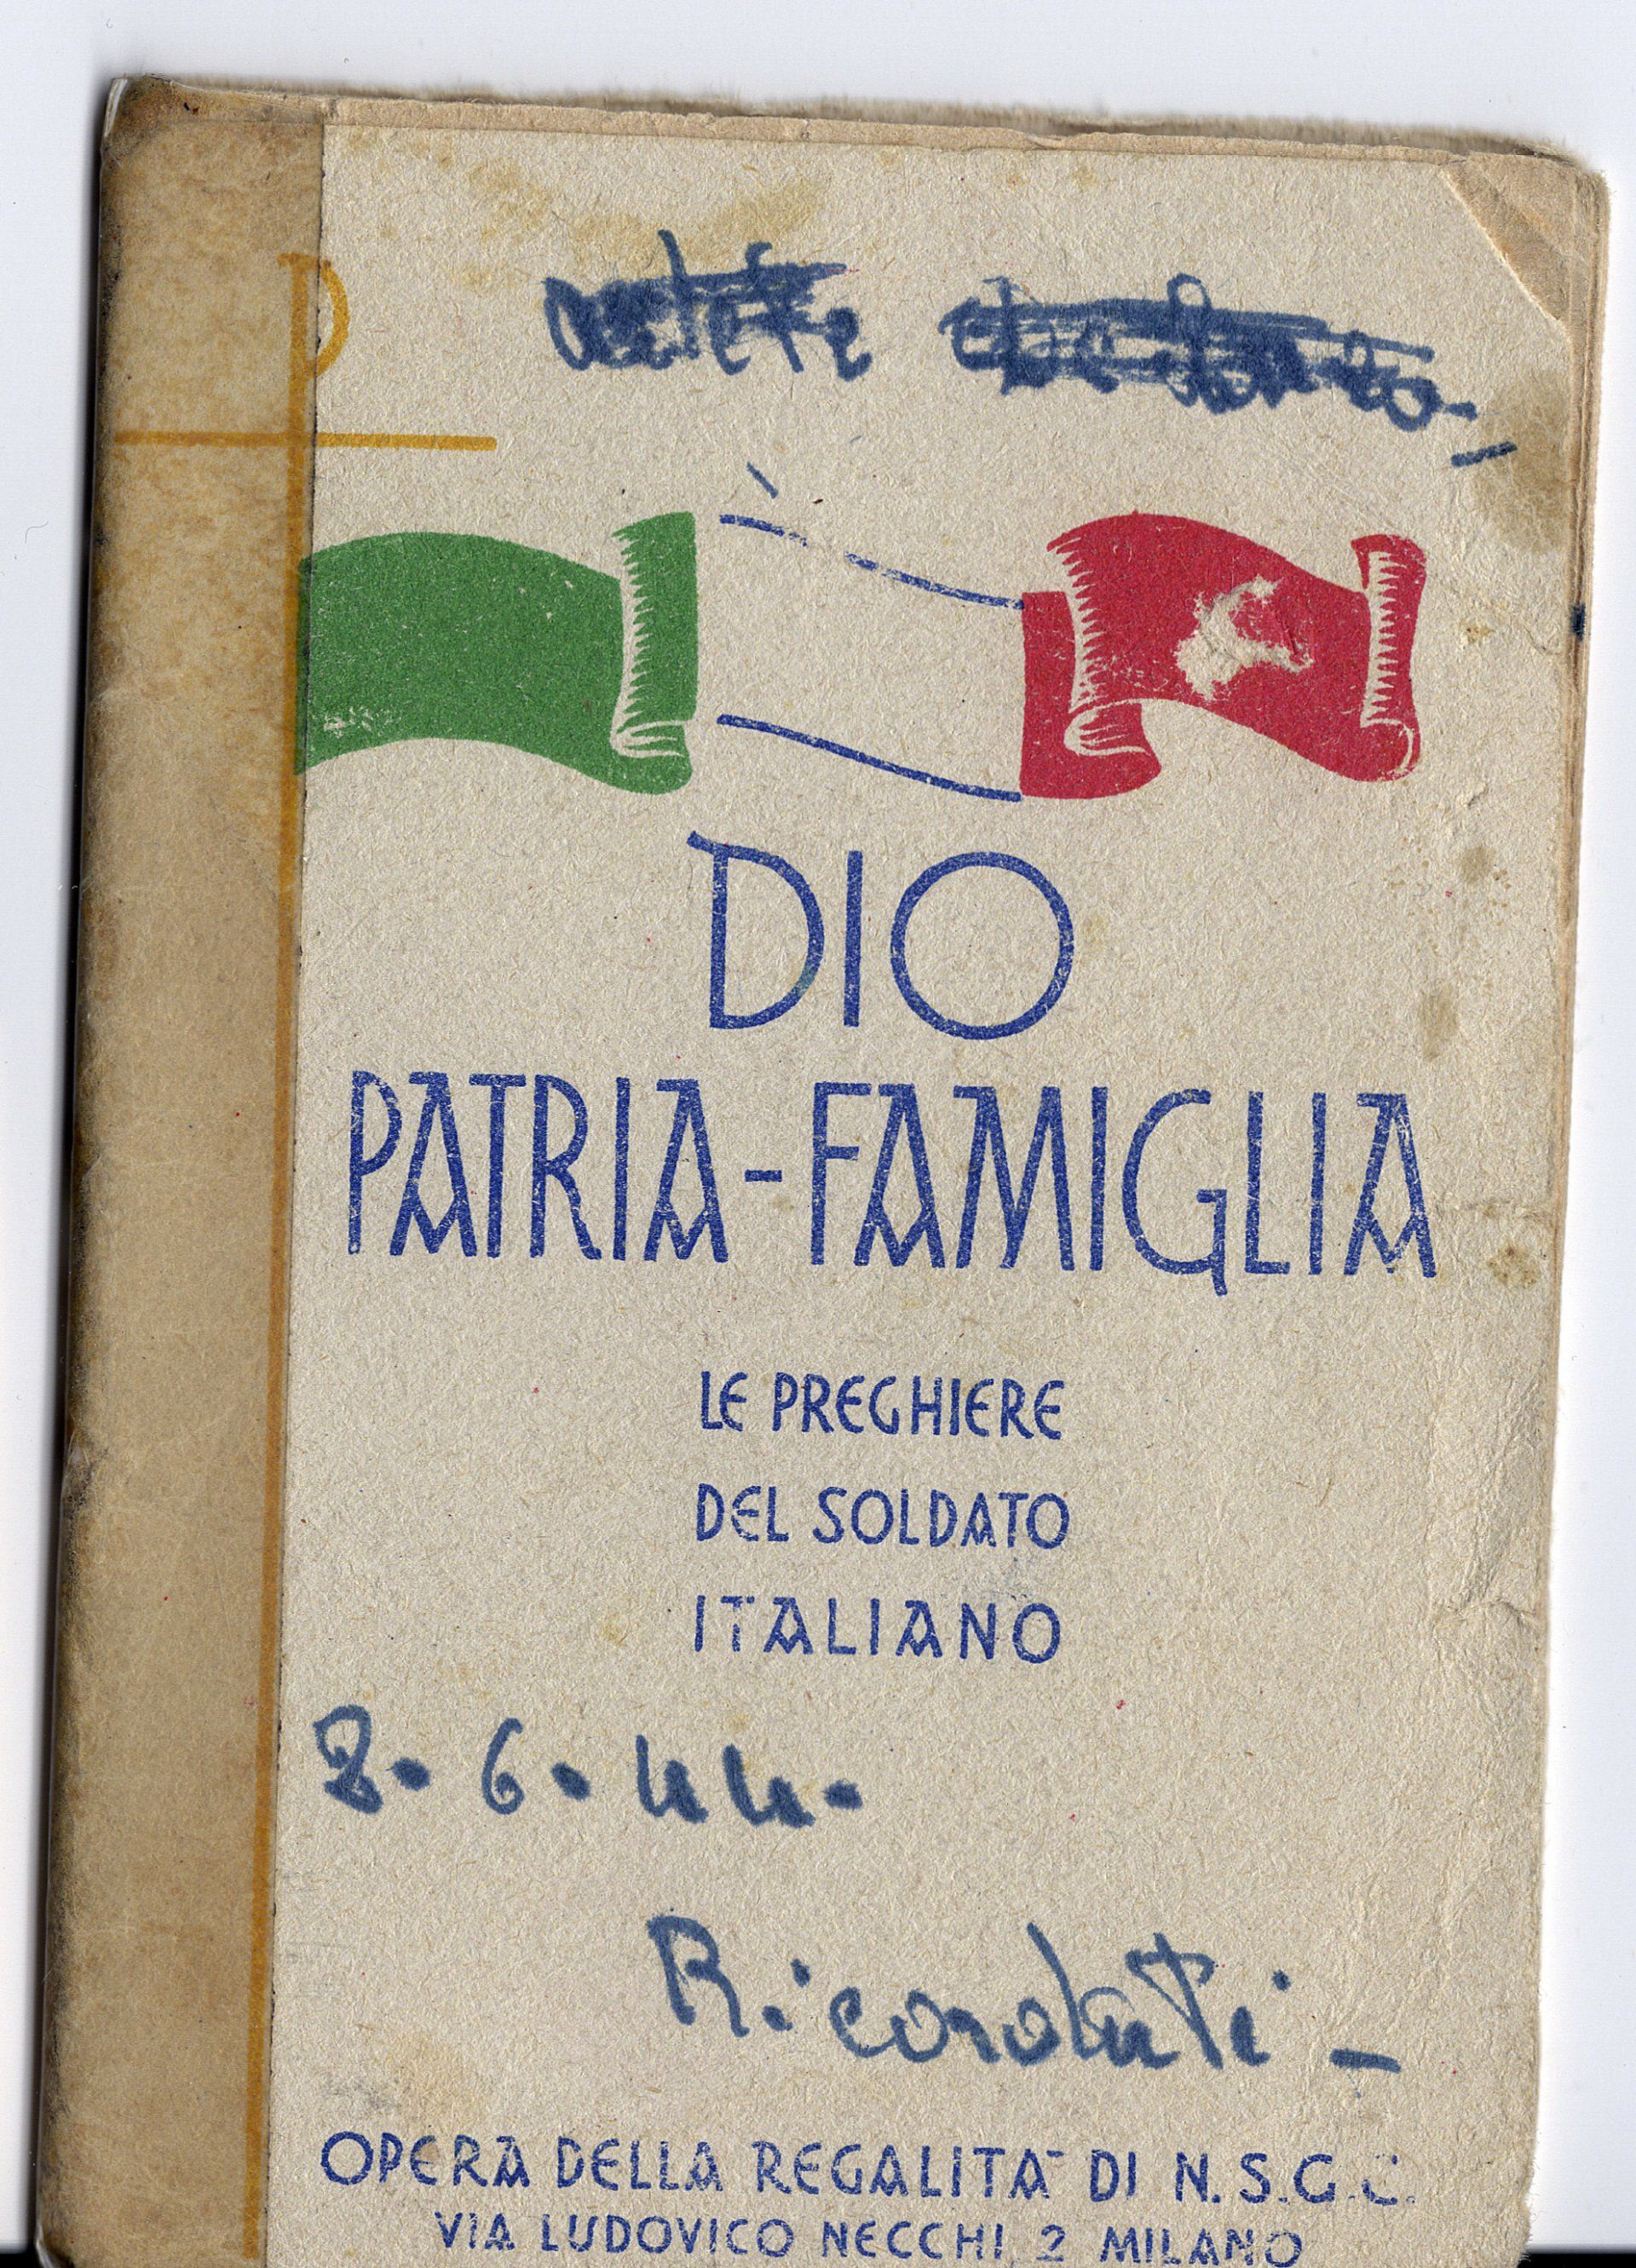 DIO
PATRIA-FAMIGLIA
LE PREGHIERE
DEL SOLDATO
ITALIANO
8.6.44.
Ricordati -
OPERA DELLA REGALITA' DI N.S.G.C.
VIA LUDOVICO NECCHI, 2 MILANO